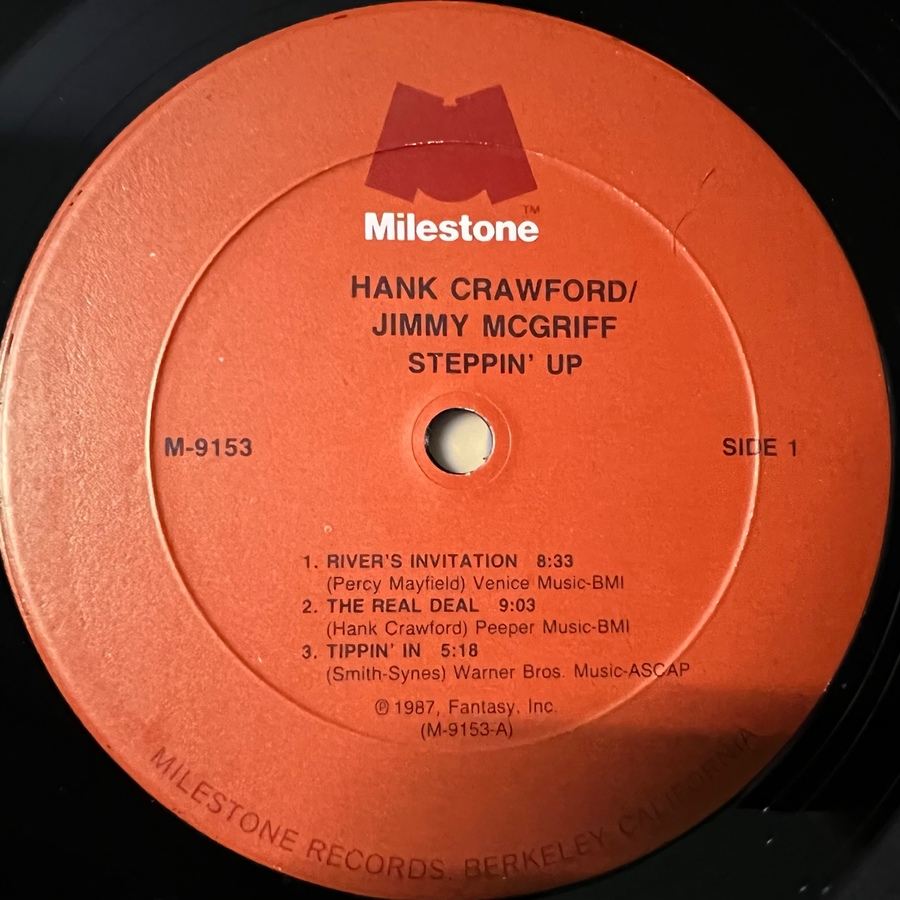 Milestone™
HANK CRAWFORD/
JIMMY MCGRIFF
STEPPIN' UP
M-9153
SIDE 1
1. RIVER'S INVITATION 8:33
(Percy Mayfield) Venice Music-BMI
2. THE REAL DEAL 9:03
(Hank Crawford) Peeper Music-BMI
3. TIPPIN' IN 5:18
(Smith-Synes) Warner Bros. Music-ASCAP
℗ 1987, Fantasy, Inc.
(M-9153-A)
MILESTONE RECORDS, BERKELEY, CALIFORNIA